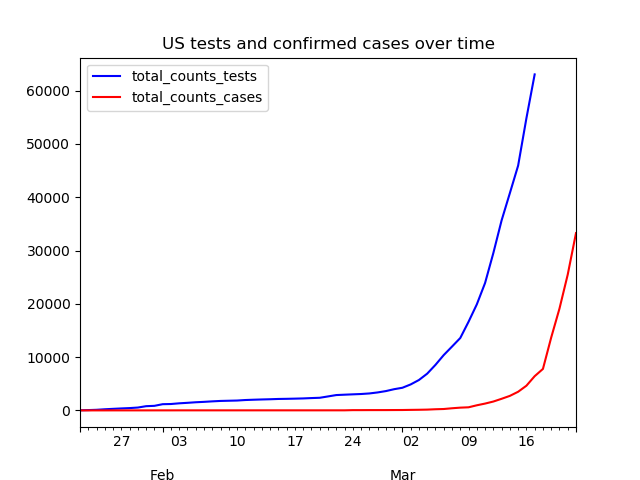 US tests and confirmed cases over time
total_counts_tests
total_counts_cases
60000
50000
40000
30000
20000
10000
0
27 03 10 17 24 02 09 16
Feb Mar